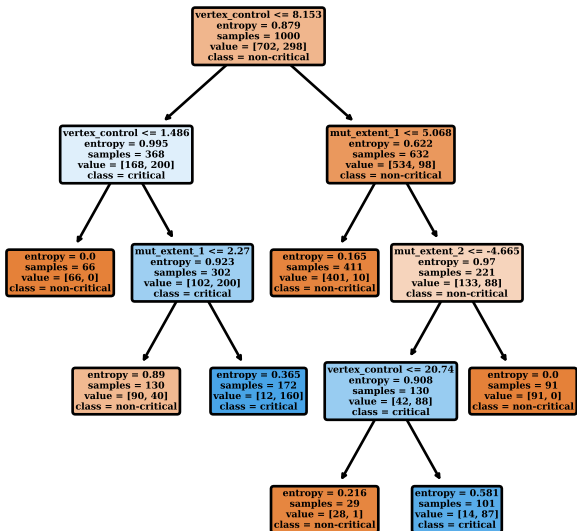 vertex_control <= 8.153
entropy = 0.879
samples = 1000
value = [702, 298]
class = non-critical
vertex_control <= 1.486
entropy = 0.995
samples = 368
value = [168, 200]
class = critical
mut_extent_1 <= 5.068
entropy = 0.622
samples = 632
value = [534, 98]
class = non-critical
entropy = 0.0
samples = 66
value = [66, 0]
class = non-critical
mut_extent_1 <= 2.27
entropy = 0.923
samples = 302
value = [102, 200]
class = critical
entropy = 0.165
samples = 411
value = [401, 10]
class = non-critical
mut_extent_2 <= -4.665
entropy = 0.97
samples = 221
value = [133, 88]
class = non-critical
entropy = 0.89
samples = 130
value = [90, 40]
class = non-critical
entropy = 0.365
samples = 172
value = [12, 160]
class = critical
vertex_control <= 20.74
entropy = 0.908
samples = 130
value = [42, 88]
class = critical
entropy = 0.0
samples = 91
value = [91, 0]
class = non-critical
entropy = 0.216
samples = 29
value = [28, 1]
class = non-critical
entropy = 0.581
samples = 101
value = [14, 87]
class = critical